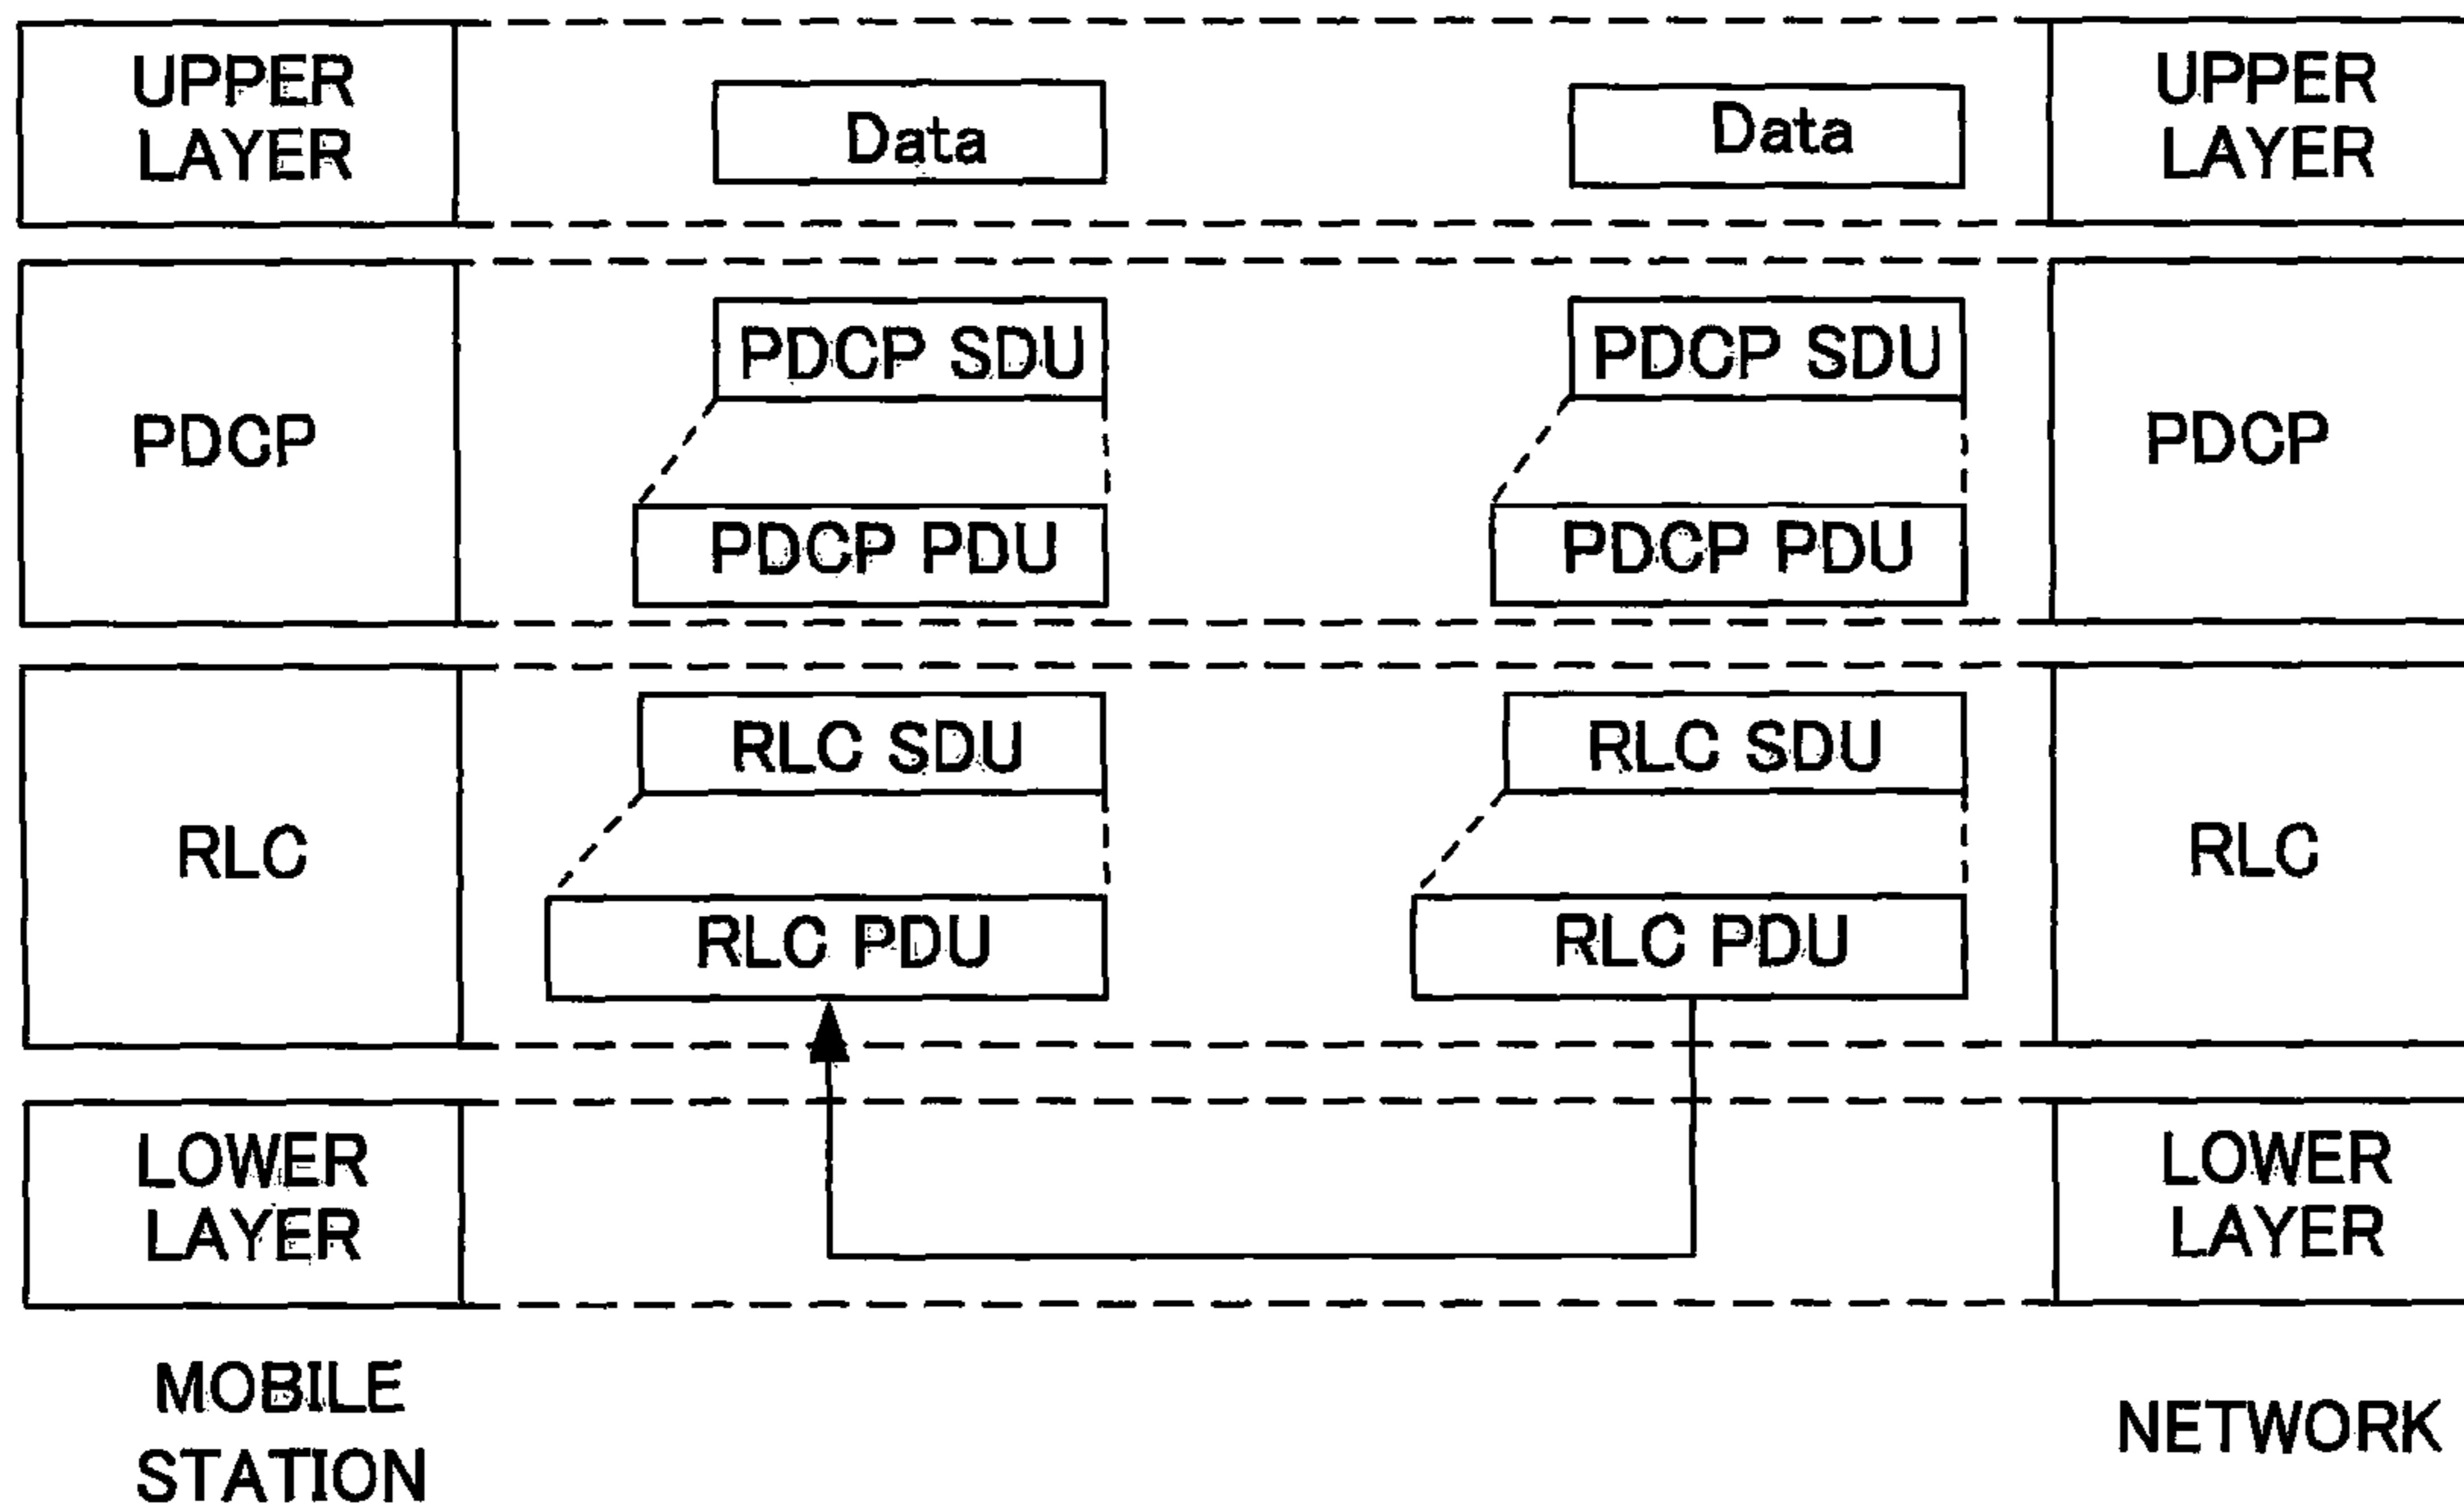 UPPER
LAYER
Data
Data
UPPER
LAYER
PDCP
PDCP SDU
PDCP PDU
PDCP SDU
PDCP PDU
PDCP
RLC
RLC SDU
RLC PDU
RLC SDU
RLC PDU
RLC
LOWER
LAYER
LOWER
LAYER
MOBILE
STATION
NETWORK